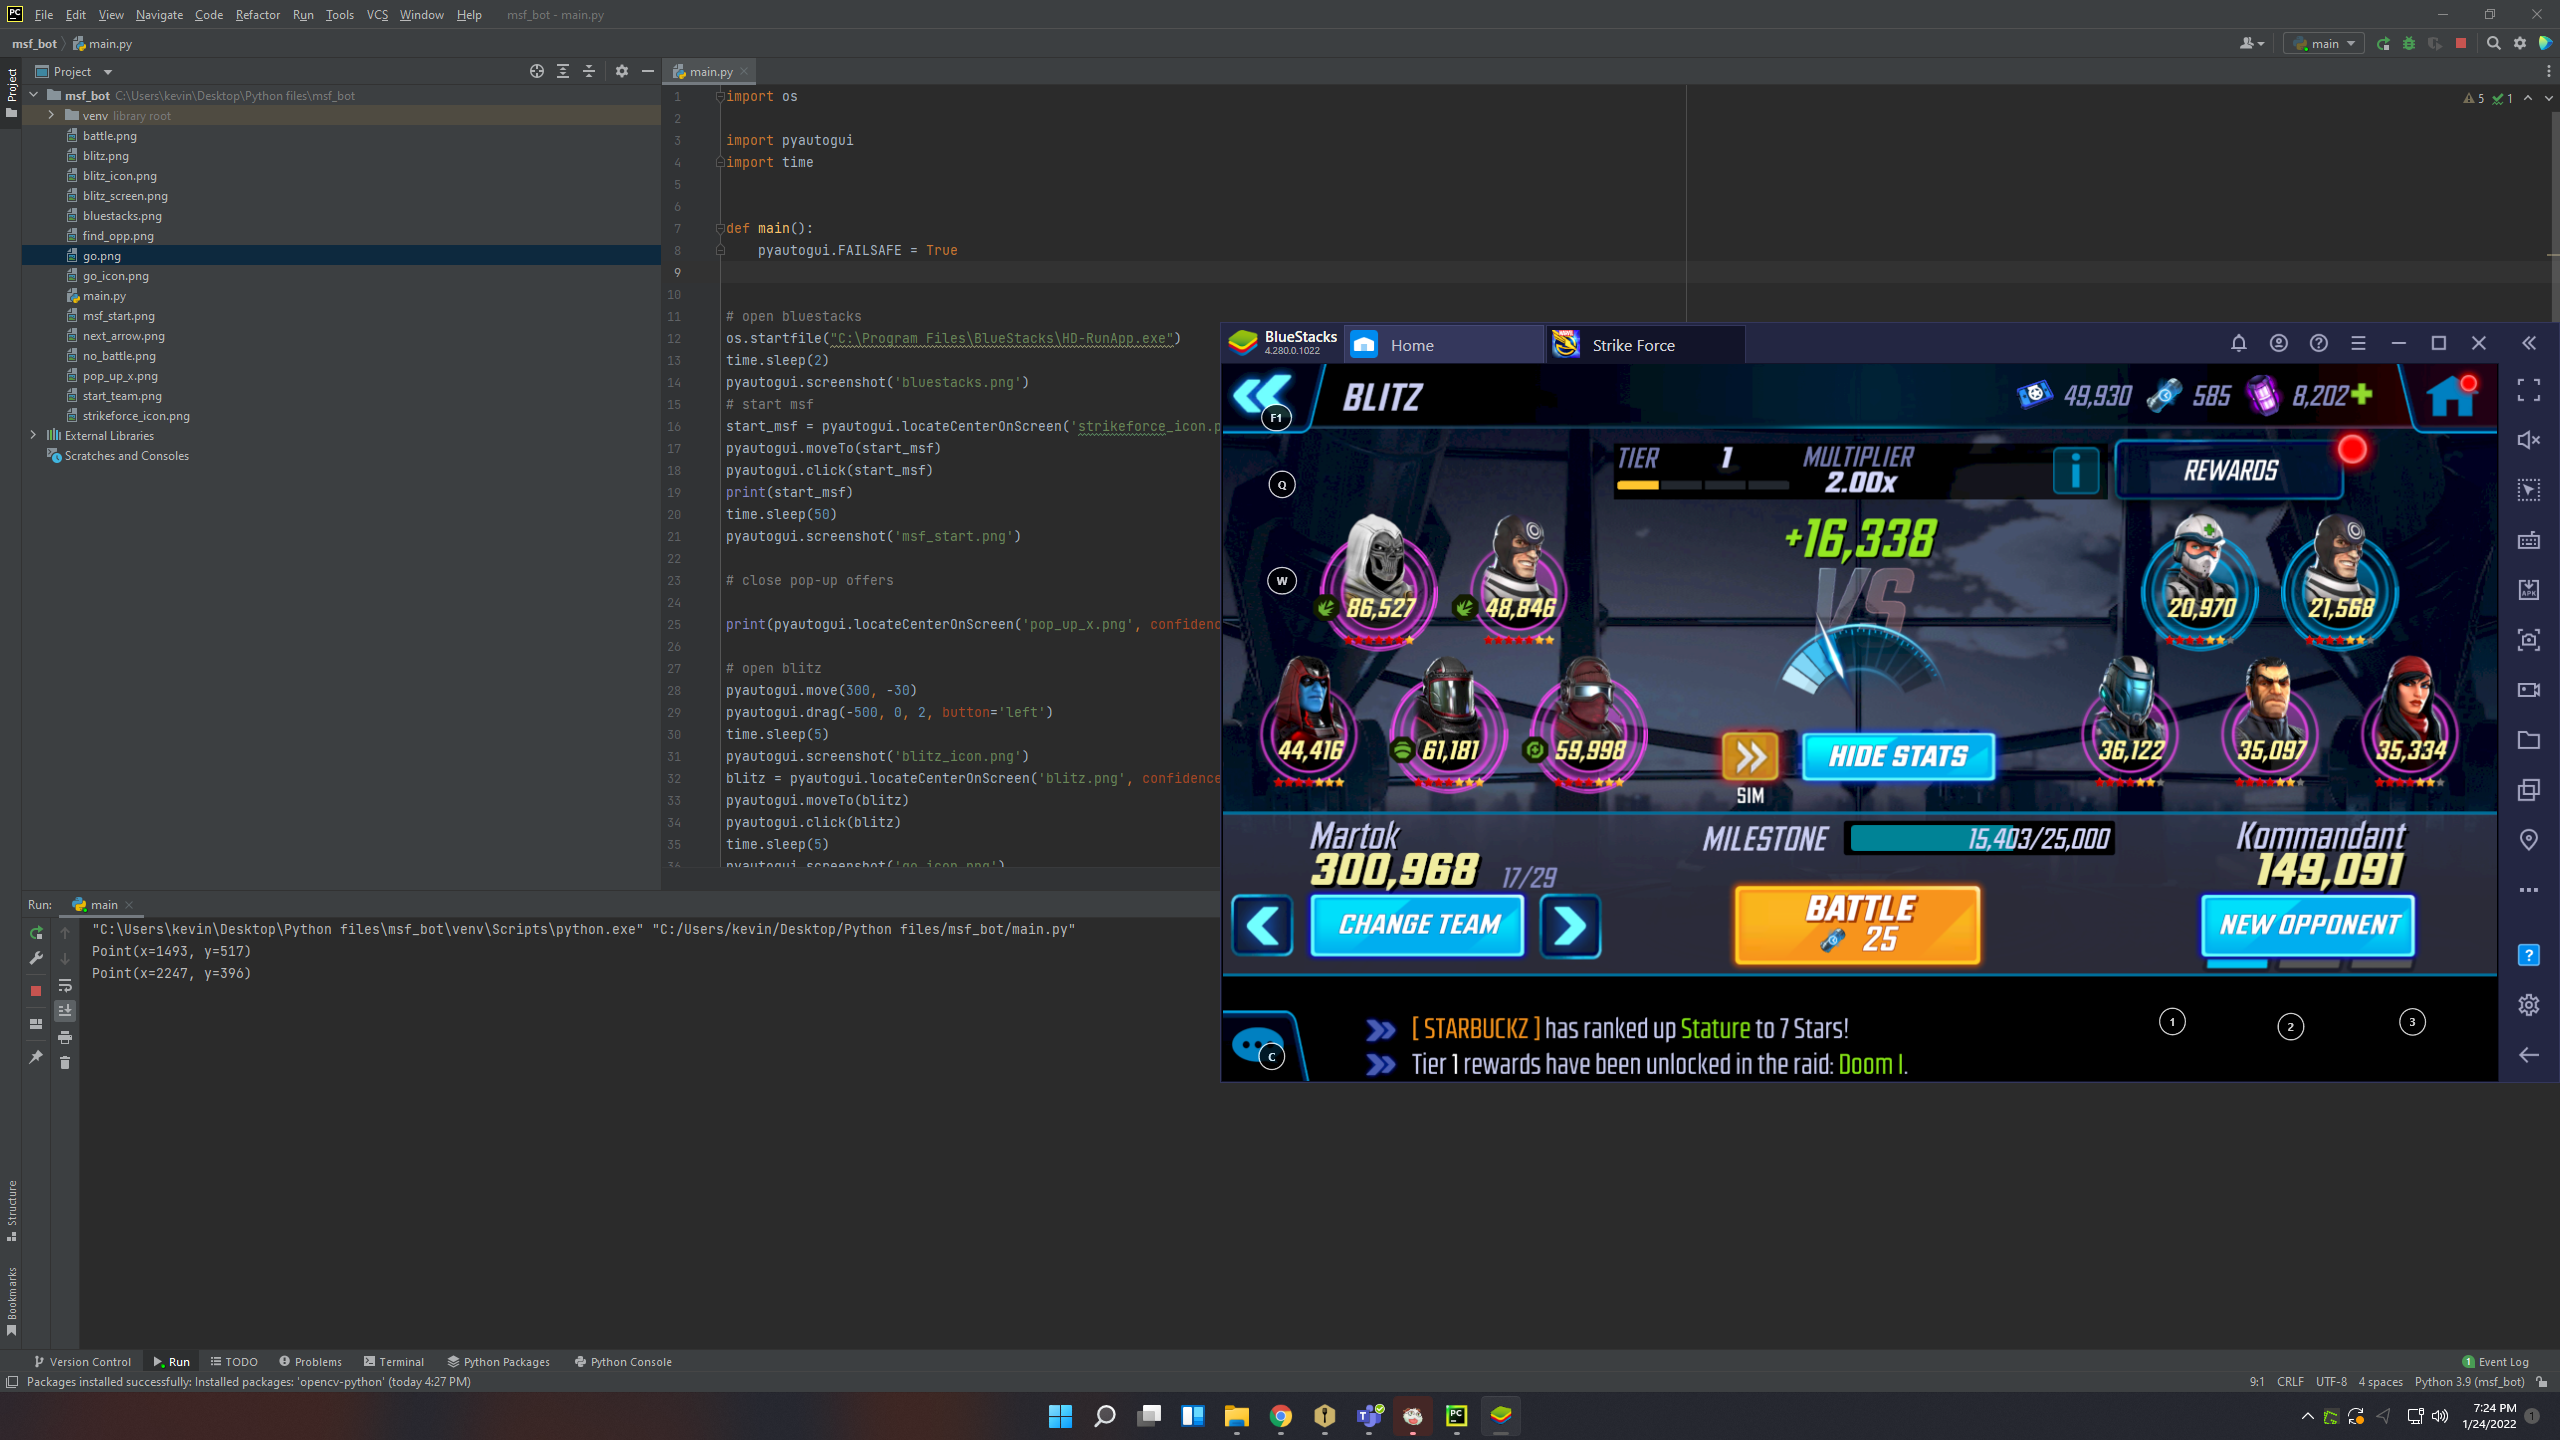 PC File Edit View Navigate Code Refactor Run Tools VCS Window Help msf_bot - main.py
msf_bot main.py
main
Project
main.py
Project
msf_bot C:\Users\kevin\Desktop\Python files\msf_bot
venv library root
battle.png
blitz.png
blitz_icon.png
blitz_screen.png
bluestacks.png
find_opp.png
go.png
go_icon.png
main.py
msf_start.png
next_arrow.png
no_battle.png
pop_up_x.png
start_team.png
strikeforce_icon.png
External Libraries
Scratches and Consoles
5 1
1 import os
2
3 import pyautogui
4 import time
5
6
7 def main():
8 pyautogui.FAILSAFE = True
9
10
11 # open bluestacks
12 os.startfile("C:\Program Files\BlueStacks\HD-RunApp.exe")
13 time.sleep(2)
14 pyautogui.screenshot('bluestacks.png')
15 # start msf
16 start_msf = pyautogui.locateCenterOnScreen('strikeforce_icon.p
17 pyautogui.moveTo(start_msf)
18 pyautogui.click(start_msf)
19 print(start_msf)
20 time.sleep(50)
21 pyautogui.screenshot('msf_start.png')
22
23 # close pop-up offers
24
25 print(pyautogui.locateCenterOnScreen('pop_up_x.png', confidenc
26
27 # open blitz
28 pyautogui.move(300, -30)
29 pyautogui.drag(-500, 0, 2, button='left')
30 time.sleep(5)
31 pyautogui.screenshot('blitz_icon.png')
32 blitz = pyautogui.locateCenterOnScreen('blitz.png', confidence
33 pyautogui.moveTo(blitz)
34 pyautogui.click(blitz)
35 time.sleep(5)
36 pyautogui.screenshot('go_icon.png')
BlueStacks
4.280.0.1022
Home
Strike Force
F1
BLITZ
49,930 585 8,202
TIER 1 MULTIPLIER
2.00x
REWARDS
Q
W
+16,338
VS
86,527 48,846
20,970 21,568
44,416 61,181 59,998
36,122 35,097 35,334
HIDE STATS
SIM
APK
Martok
300,968 17/29
MILESTONE 15,403/25,000
Kommandant
149,091
CHANGE TEAM
BATTLE
25
NEW OPPONENT
[ STARBUCKZ ] has ranked up Stature to 7 Stars!
Tier 1 rewards have been unlocked in the raid: Doom I.
C
1 2 3
Run: main
"C:\Users\kevin\Desktop\Python files\msf_bot\venv\Scripts\python.exe" "C:/Users/kevin/Desktop/Python files/msf_bot/main.py"
Point(x=1493, y=517)
Point(x=2247, y=396)
Structure
Bookmarks
Version Control Run TODO Problems Terminal Python Packages Python Console
1 Event Log
Packages installed successfully: Installed packages: 'opencv-python' (today 4:27 PM)
9:1 CRLF UTF-8 4 spaces Python 3.9 (msf_bot)
PC
7:24 PM
1/24/2022
1